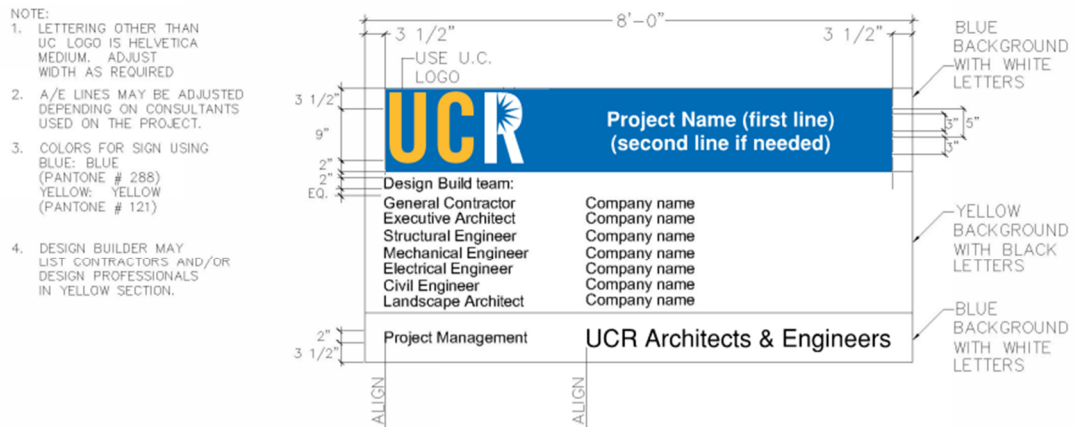 NOTE:
1. LETTERING OTHER THAN
UC LOGO IS HELVETICA
MEDIUM. ADJUST
WIDTH AS REQUIRED
2. A/E LINES MAY BE ADJUSTED
DEPENDING ON CONSULTANTS
USED ON THE PROJECT.
3. COLORS FOR SIGN USING
BLUE: BLUE
(PANTONE # 288)
YELLOW: YELLOW
(PANTONE # 121)
4. DESIGN BUILDER MAY
LIST CONTRACTORS AND/OR
DESIGN PROFESSIONALS
IN YELLOW SECTION.
8'-0"
3 1/2"
3 1/2"
USE U.C.
LOGO
3 1/2"
9"
2"
2"
EQ.
UCR
Project Name (first line)
(second line if needed)
3"
5"
3"
BLUE
BACKGROUND
WITH WHITE
LETTERS
Design Build team:
General Contractor Company name
Executive Architect Company name
Structural Engineer Company name
Mechanical Engineer Company name
Electrical Engineer Company name
Civil Engineer Company name
Landscape Architect Company name
YELLOW
BACKGROUND
WITH BLACK
LETTERS
2"
3 1/2"
Project Management UCR Architects & Engineers
BLUE
BACKGROUND
WITH WHITE
LETTERS
ALIGN
ALIGN